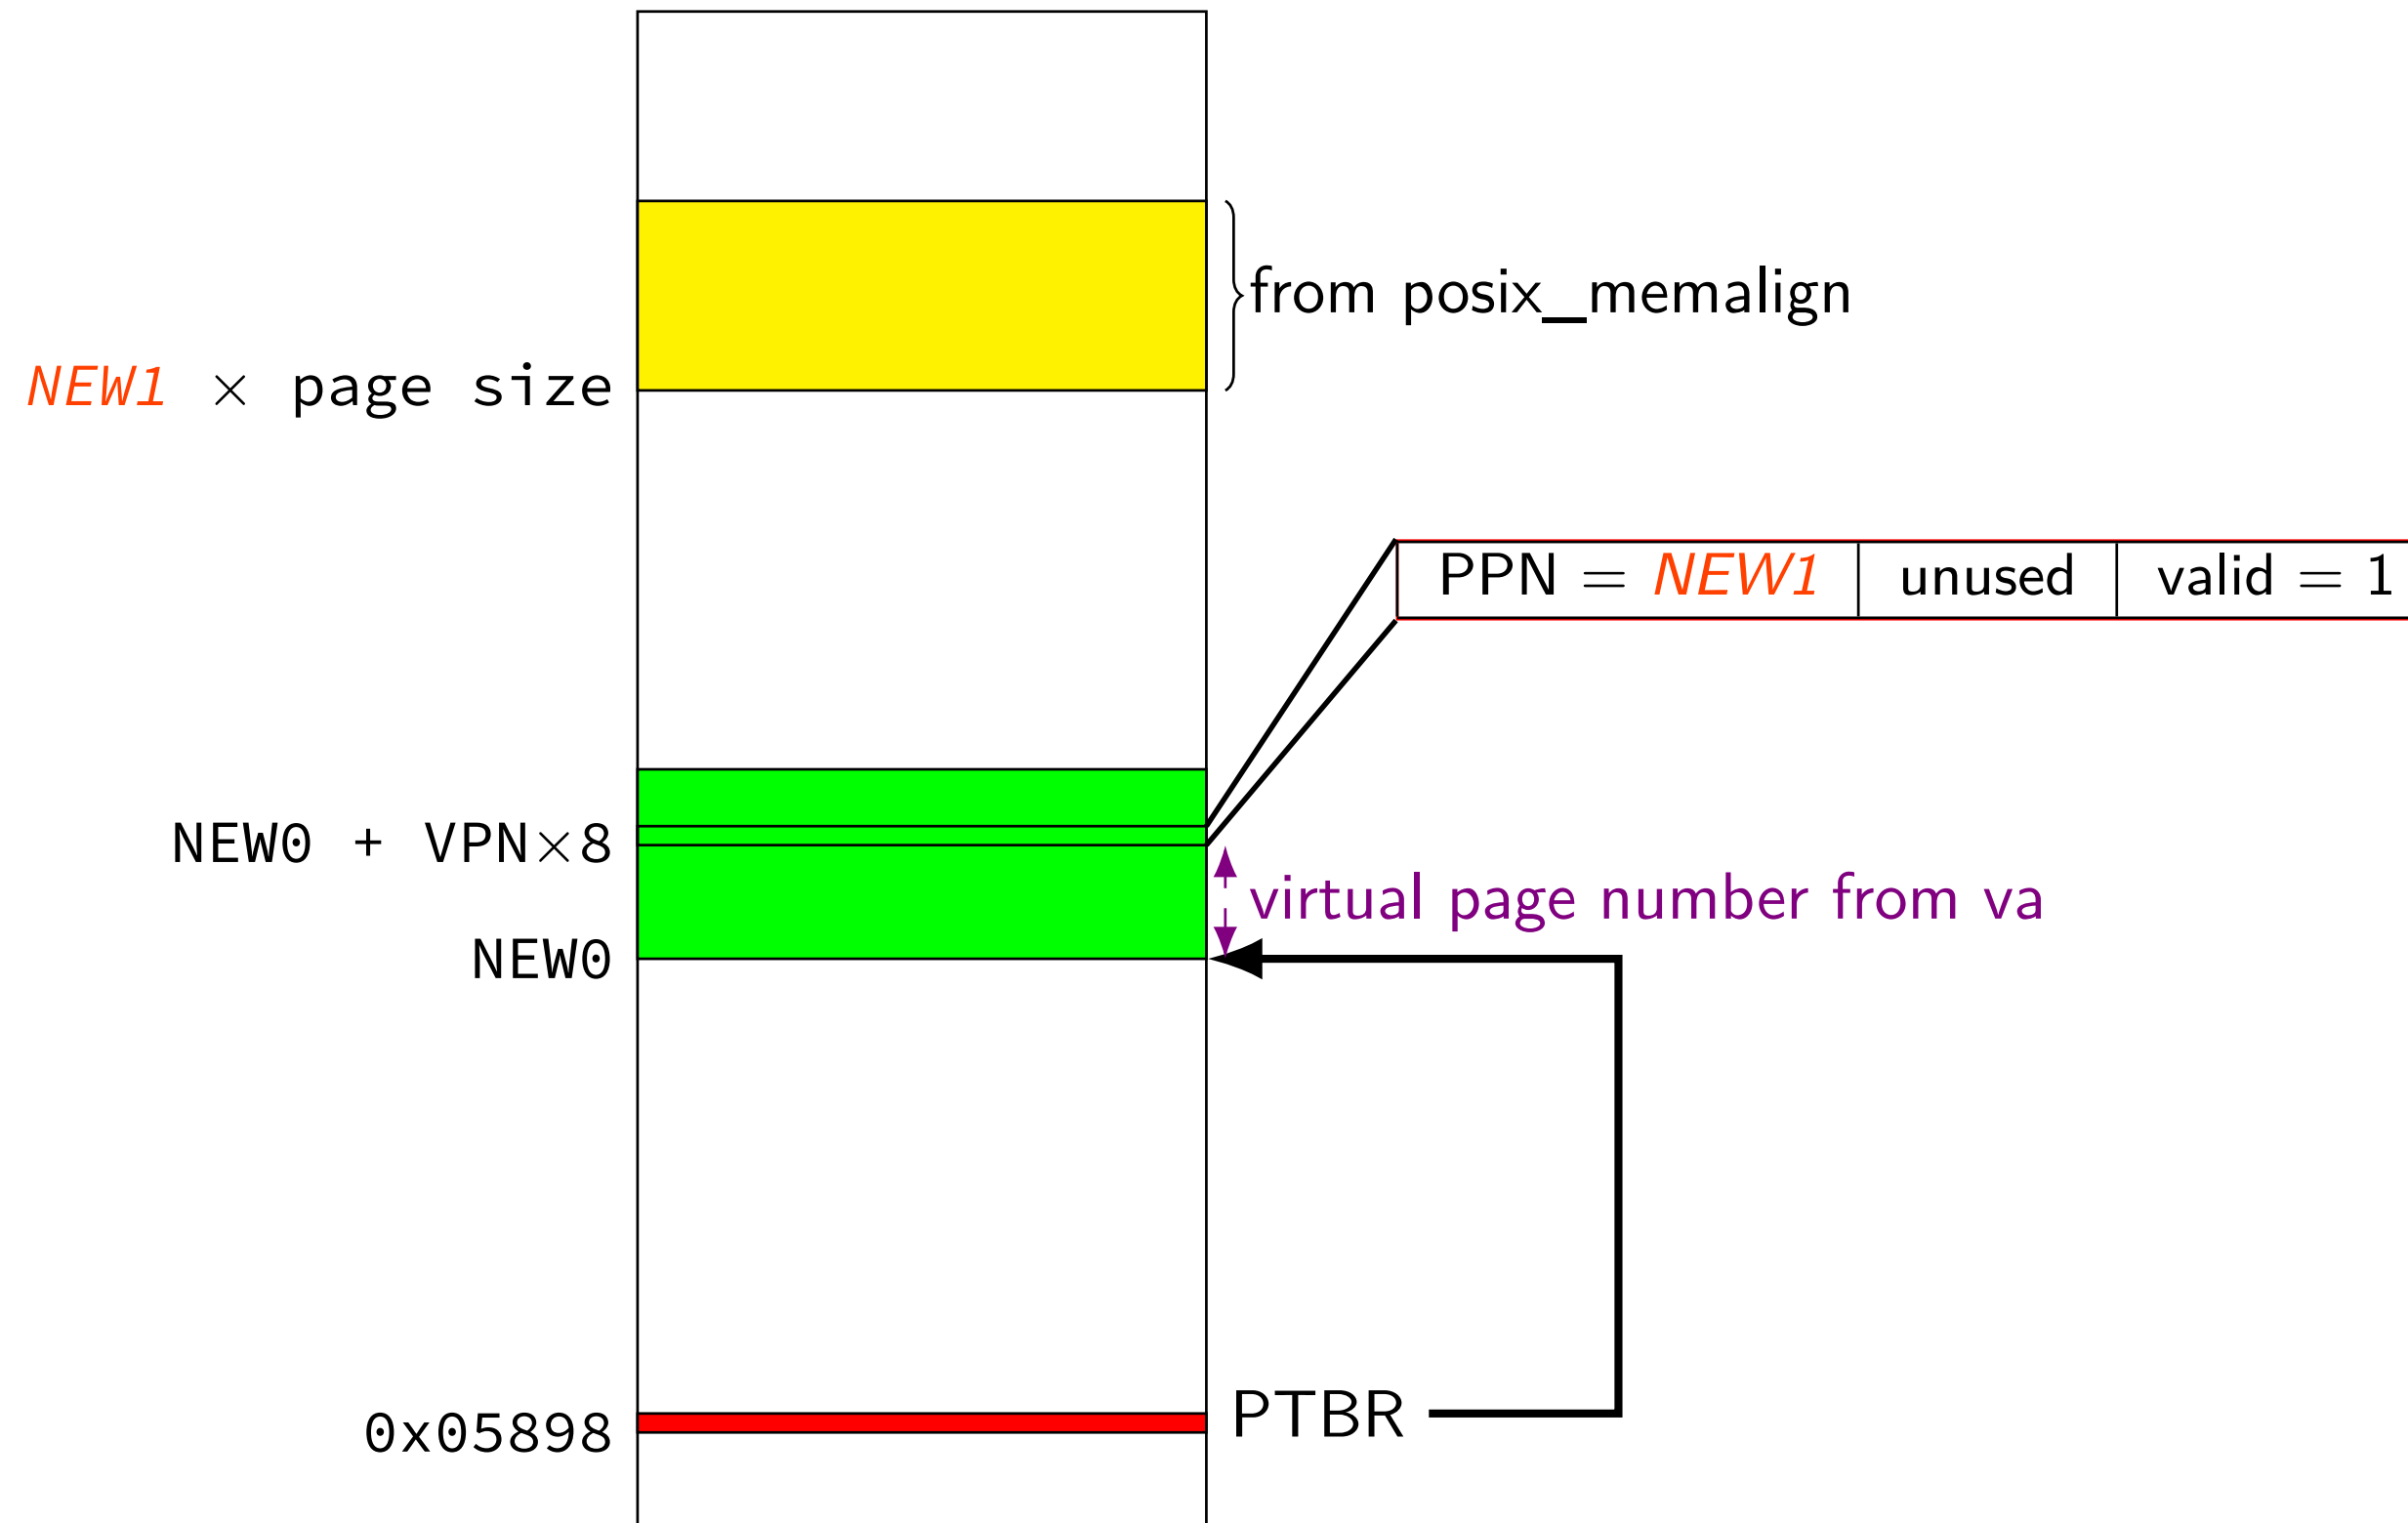 from posix_memalign
NEW1 × page size
PPN = NEW1 unused valid = 1
NEW0 + VPN×8
virtual page number from va
NEW0
0x05898
PTBR